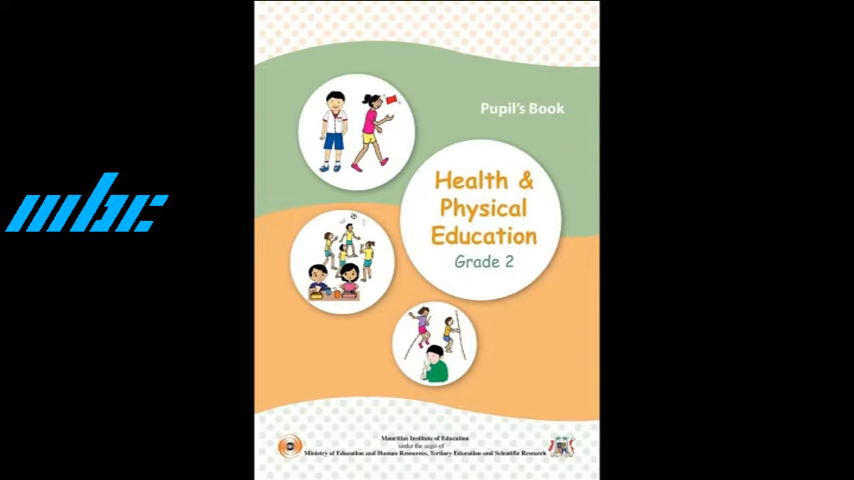 mbc
Pupil's Book
Health &
Physical
Education
Grade 2
Mauritius Institute of Education
under the aegis of
Ministry of Education and Human Resources, Tertiary Education and Scientific Research